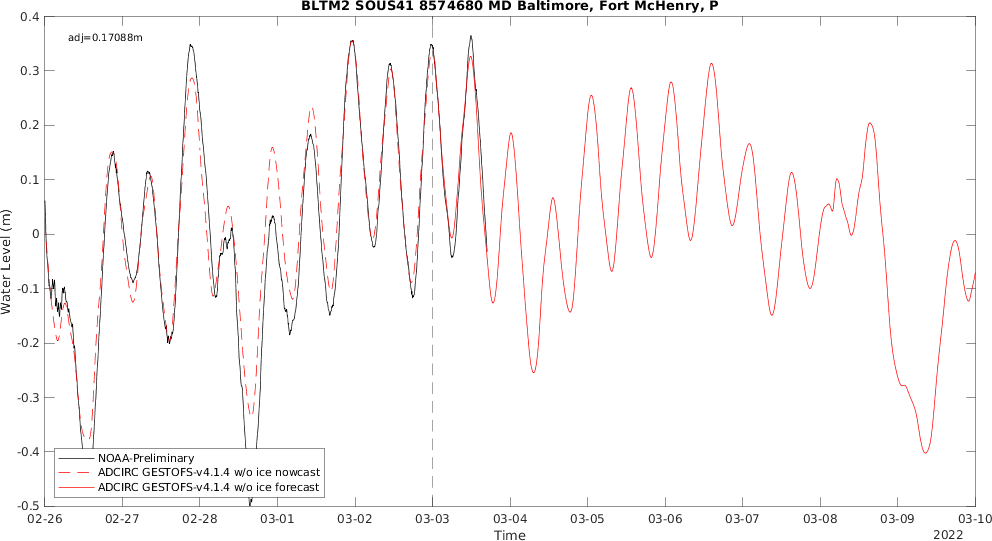 BLTM2 SOUS41 8574680 MD Baltimore, Fort McHenry, P
adj=0.17088m
0.4
0.3
0.2
0.1
0
-0.1
-0.2
-0.3
-0.4
-0.5
Water Level (m)
NOAA-Preliminary
ADCIRC GESTOFS-v4.1.4 w/o ice nowcast
ADCIRC GESTOFS-v4.1.4 w/o ice forecast
02-26 02-27 02-28 03-01 03-02 03-03 03-04 03-05 03-06 03-07 03-08 03-09 03-10
Time
2022